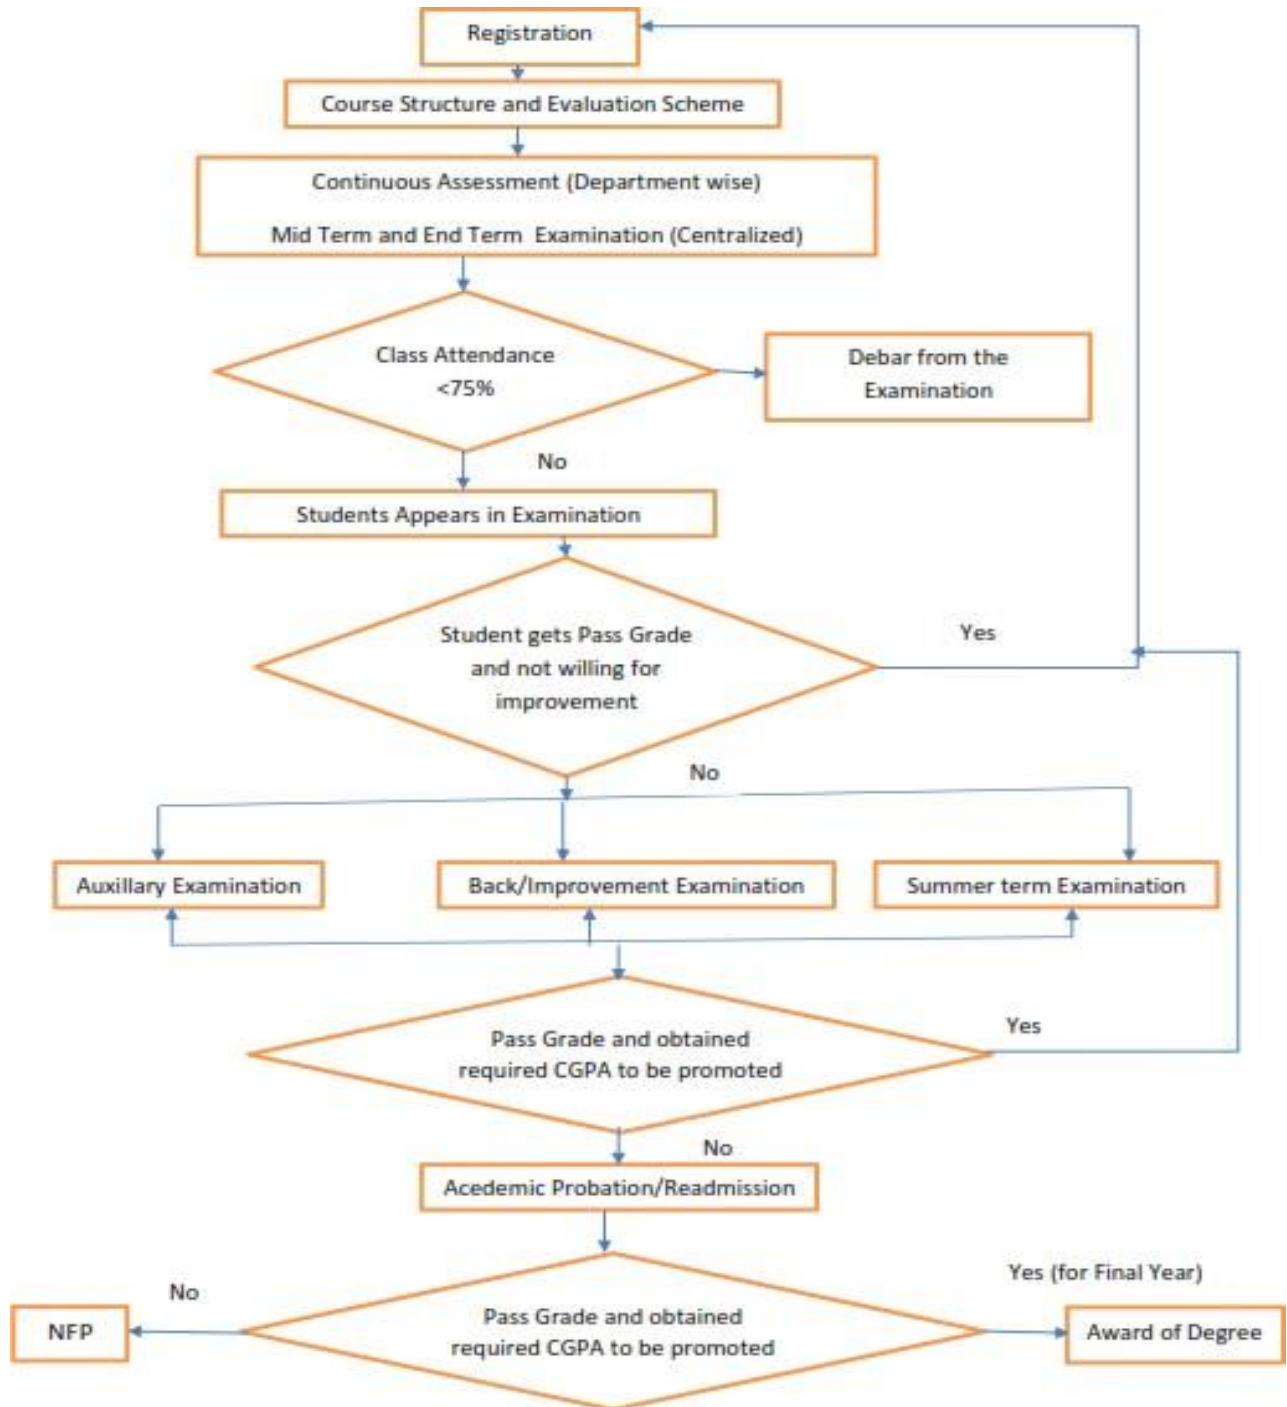 Registration
Course Structure and Evaluation Scheme
Continuous Assessment (Department wise)
Mid Term and End Term Examination (Centralized)
Class Attendance
<75%
Debar from the
Examination
No
Students Appears in Examination
Student gets Pass Grade
and not willing for
improvement
Yes
No
Auxillary Examination
Back/Improvement Examination
Summer term Examination
Pass Grade and obtained
required CGPA to be promoted
Yes
No
Acedemic Probation/Readmission
No
Yes (for Final Year)
NFP
Pass Grade and obtained
required CGPA to be promoted
Award of Degree